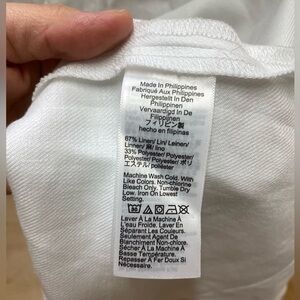 Made In Philippines
Fabriqué Aux Philippines
Hergestellt In Den
Philippinen
Vervaardigd In De
Filippijnen
フィリピン製
hecho en filipinas
67% Linen/ Lin/ Leinen/
Linnen/ 麻/ lino
33% Polyester/ Polyester/
Polyester/ Polyester/ ポリ
エステル/ poliéster
Machine Wash Cold. With
Like Colors. Non-chlorine
Bleach Only. Tumble Dry
Low. Iron On Lowest
Setting.
Laver À La Machine À
L'eau Froide. Laver En
Séparant Les Couleurs.
Seulement Agent De
Blanchiment Non-chloré.
Sécher À La Machine À
Basse Température.
Repasser À Fer Doux Si
Nécessaire.